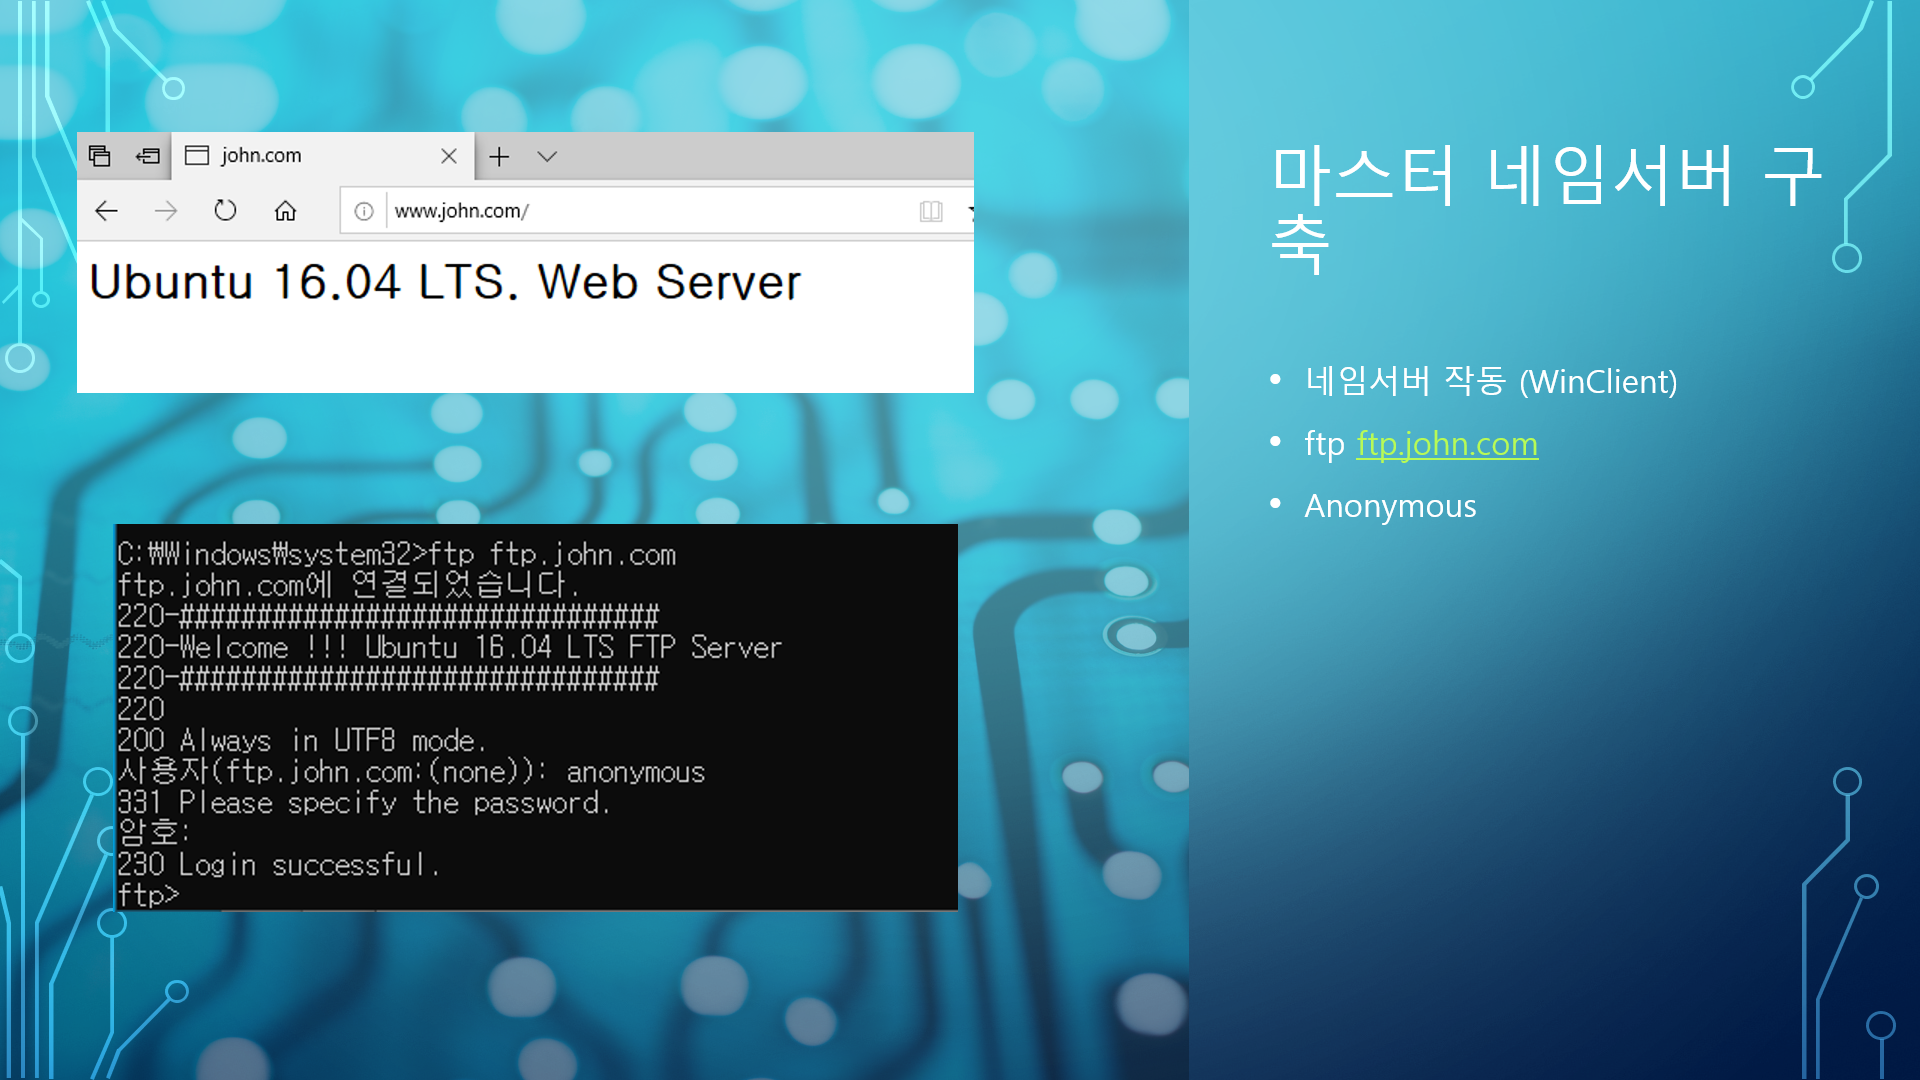 john.com
www.john.com/
Ubuntu 16.04 LTS. Web Server
C:₩Windows₩system32>ftp ftp.john.com
ftp.john.com에 연결되었습니다.
220-###############################
220-Welcome !!! Ubuntu 16.04 LTS FTP Server
220-###############################
220
200 Always in UTF8 mode.
사용자(ftp.john.com:(none)): anonymous
331 Please specify the password.
암호:
230 Login successful.
ftp>
마스터 네임서버 구
축
• 네임서버 작동 (WinClient)
• ftp ftp.john.com
• Anonymous